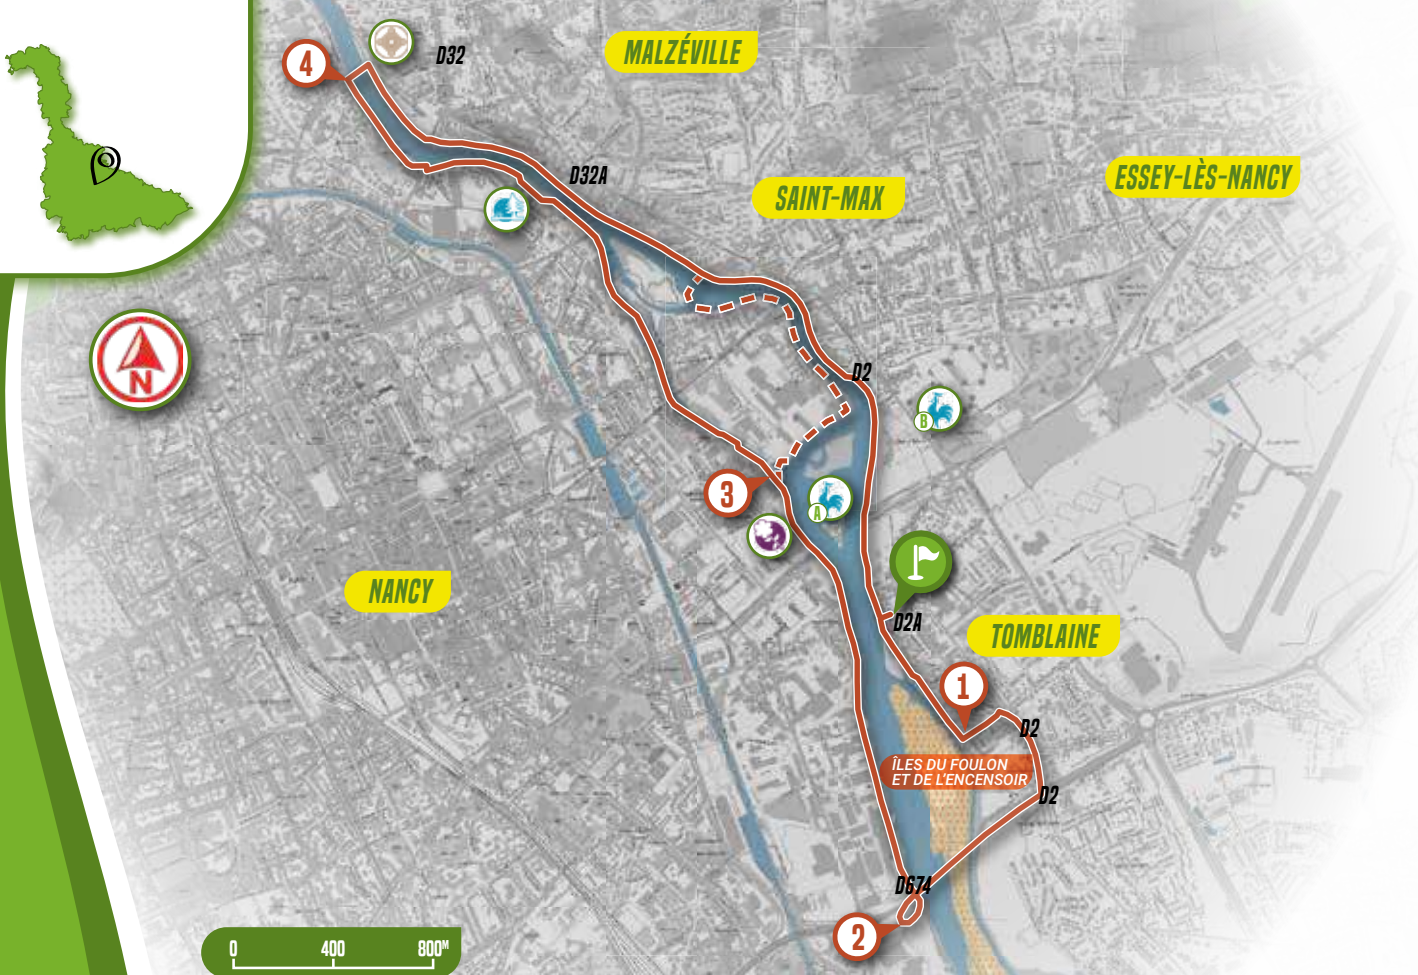 4
D32
MALZÉVILLE
D32A
SAINT-MAX
ESSEY-LÈS-NANCY
N
D2
B
3
A
NANCY
D2A
TOMBLAINE
1
D2
ÎLES DU FOULON
ET DE L'ENCENSOIR
D2
D674
2
0 400 800M